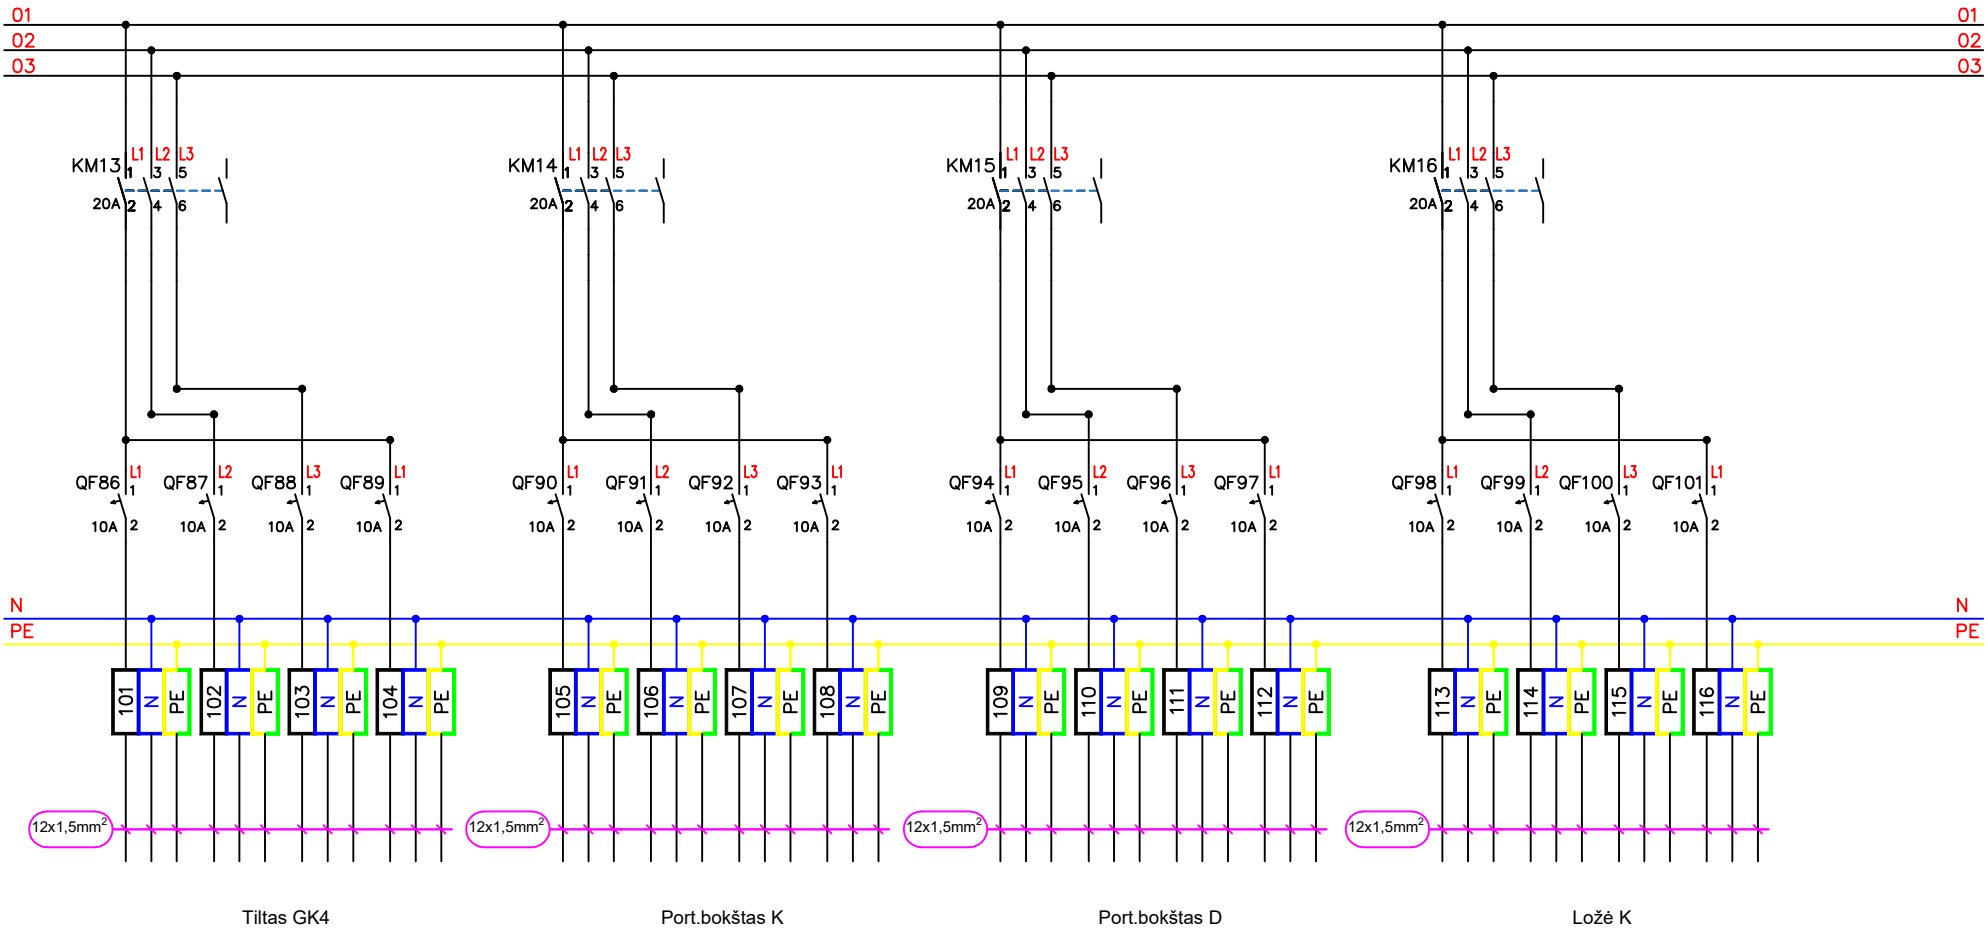 01 01
02 02
03 03
L1 L2 L3 L1 L2 L3 L1 L2 L3 L1 L2 L3
KM13 1 3 5 KM14 1 3 5 KM15 1 3 5 KM16 1 3 5
20A 2 4 6 20A 2 4 6 20A 2 4 6 20A 2 4 6
L1 L2 L3 L1 L1 L2 L3 L1 L1 L2 L3 L1 L1 L2 L3 L1
QF86 1 QF87 1 QF88 1 QF89 1 QF90 1 QF91 1 QF92 1 QF93 1 QF94 1 QF95 1 QF96 1 QF97 1 QF98 1 QF99 1 QF100 1 QF101 1
10A 2 10A 2 10A 2 10A 2 10A 2 10A 2 10A 2 10A 2 10A 2 10A 2 10A 2 10A 2 10A 2 10A 2 10A 2 10A 2
N N
PE PE
101 N PE 102 N PE 103 N PE 104 N PE 105 N PE 106 N PE 107 N PE 108 N PE 109 N PE 110 N PE 111 N PE 112 N PE 113 N PE 114 N PE 115 N PE 116 N PE
12x1,5mm² 12x1,5mm² 12x1,5mm² 12x1,5mm²
Tiltas GK4 Port.bokštas K Port.bokštas D Ložė K